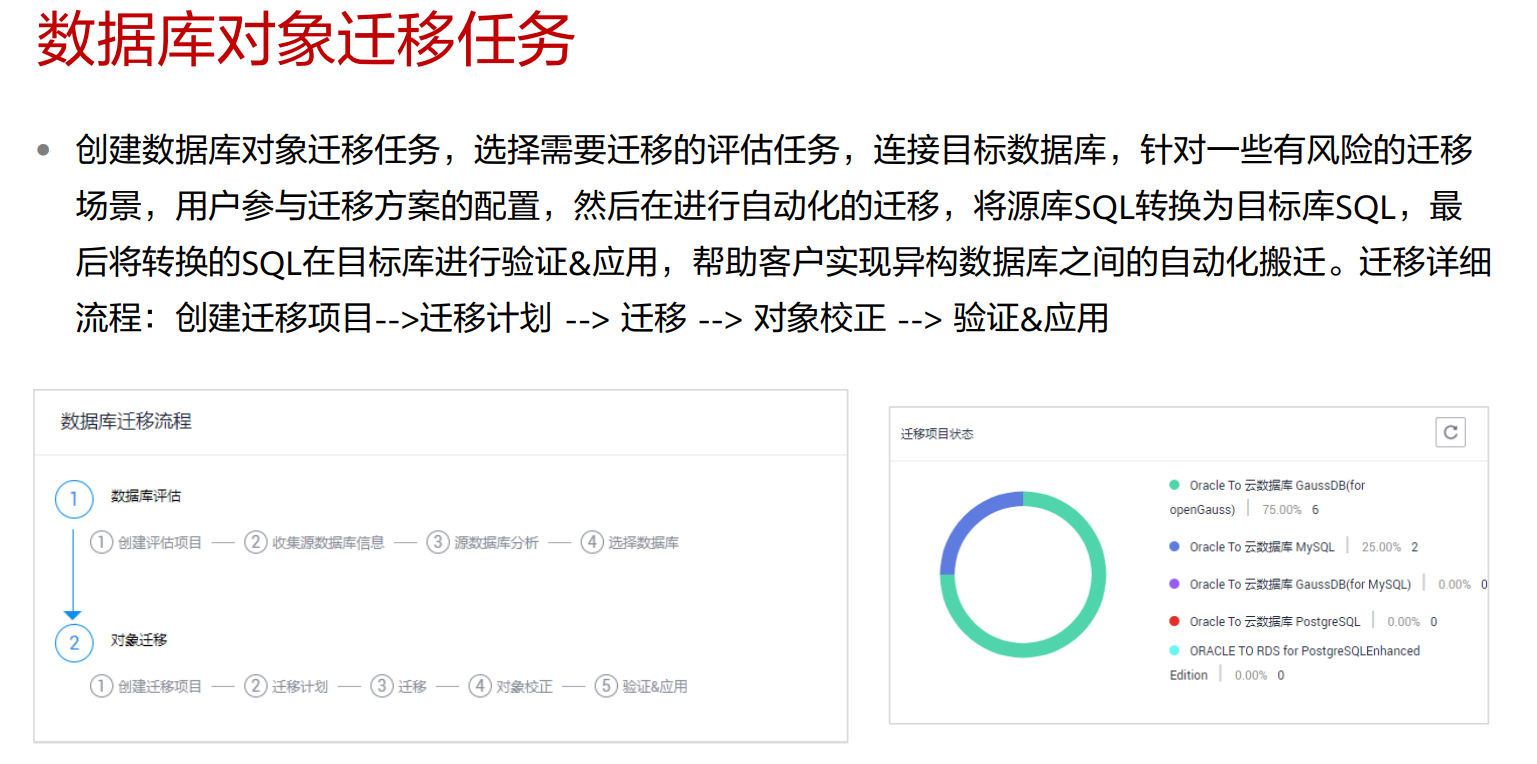 数据库对象迁移任务
• 创建数据库对象迁移任务，选择需要迁移的评估任务，连接目标数据库，针对一些有风险的迁移
场景，用户参与迁移方案的配置，然后在进行自动化的迁移，将源库SQL转换为目标库SQL，最
后将转换的SQL在目标库进行验证&应用，帮助客户实现异构数据库之间的自动化搬迁。迁移详细
流程：创建迁移项目-->迁移计划 --> 迁移 --> 对象校正 --> 验证&应用
数据库迁移流程
1 数据库评估
1 创建评估项目 2 收集源数据库信息 3 源数据库分析 4 选择数据库
2 对象迁移
1 创建迁移项目 2 迁移计划 3 迁移 4 对象校正 5 验证&应用
迁移项目状态
Oracle To 云数据库 GaussDB(for
openGauss) 75.00% 6
Oracle To 云数据库 MySQL 25.00% 2
Oracle To 云数据库 GaussDB(for MySQL) 0.00% 0
Oracle To 云数据库 PostgreSQL 0.00% 0
ORACLE TO RDS for PostgreSQLEnhanced
Edition 0.00% 0